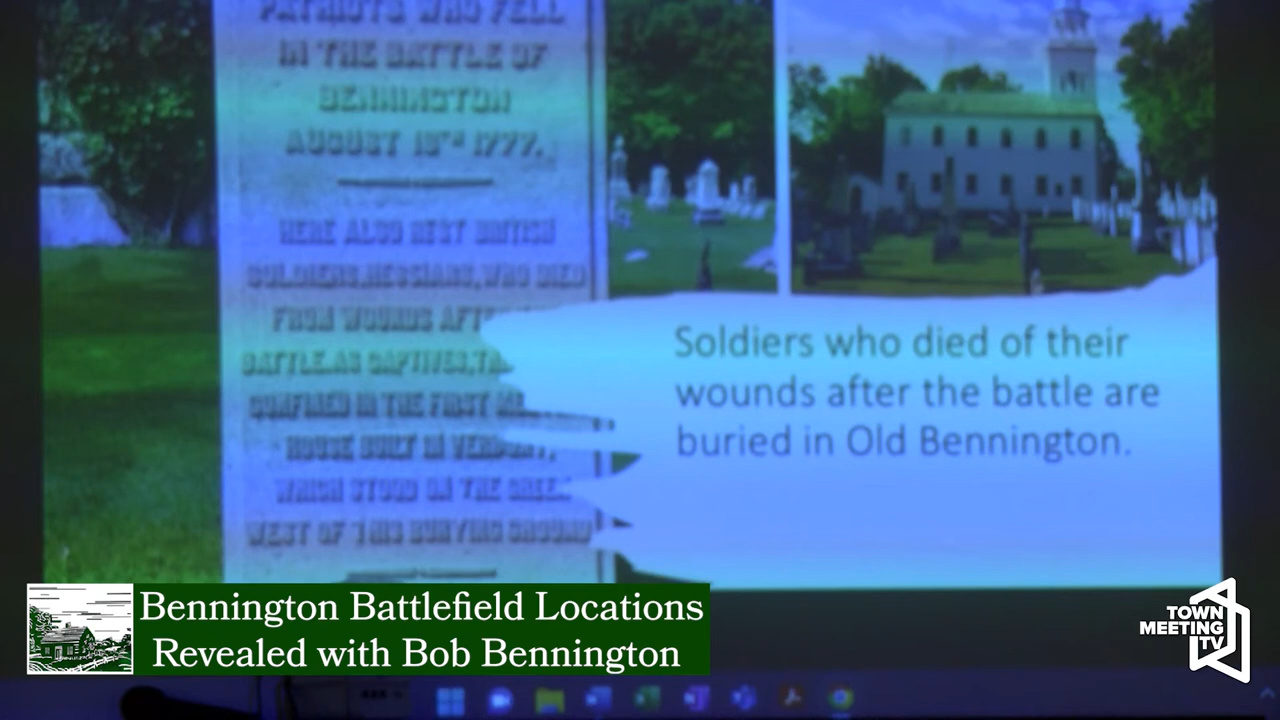 PATRIOTS WHO FELL
IN THE BATTLE OF
BENNINGTON
AUGUST 16TH 1777.
HERE ALSO REST BRITISH
SOLDIERS, HESSIANS, WHO DIED
FROM WOUNDS AFTE
BATTLE. AS CAPTIVES, 
CONFINED IN THE FIRST
HOUSE BUILT IN VERMONT,
WHICH STOOD ON THE GREEN
WEST OF THIS BURYING GROUND
Soldiers who died of their
wounds after the battle are
buried in Old Bennington.
Bennington Battlefield Locations
Revealed with Bob Bennington
TOWN
MEETING
TV